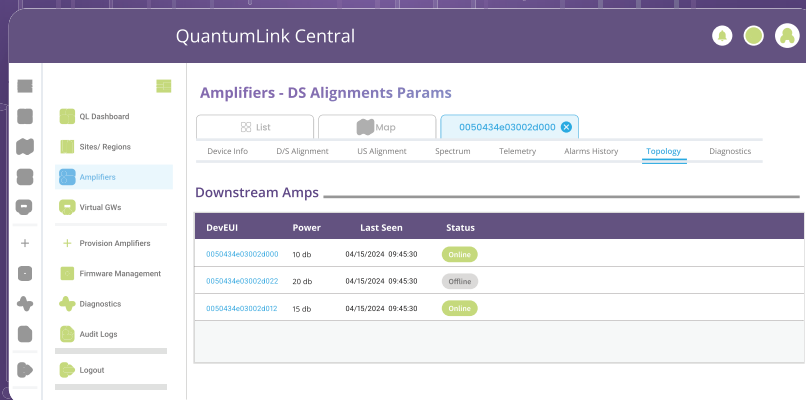 QuantumLink Central
QL Dashboard
Sites/ Regions
Amplifiers
Virtual GWs
Provision Amplifiers
Firmware Management
Diagnostics
Audit Logs
Logout
Amplifiers - DS Alignments Params
List Map 0050434e03002d000
Device Info D/S Alignment US Alignment Spectrum Telemetry Alarms History Topology Diagnostics
Downstream Amps
DevEUI Power Last Seen Status
0050434e03002d000 10 db 04/15/2024 09:45:30 Online
0050434e03002d022 20 db 04/15/2024 09:45:30 Offline
0050434e03002d012 15 db 04/15/2024 09:45:30 Online